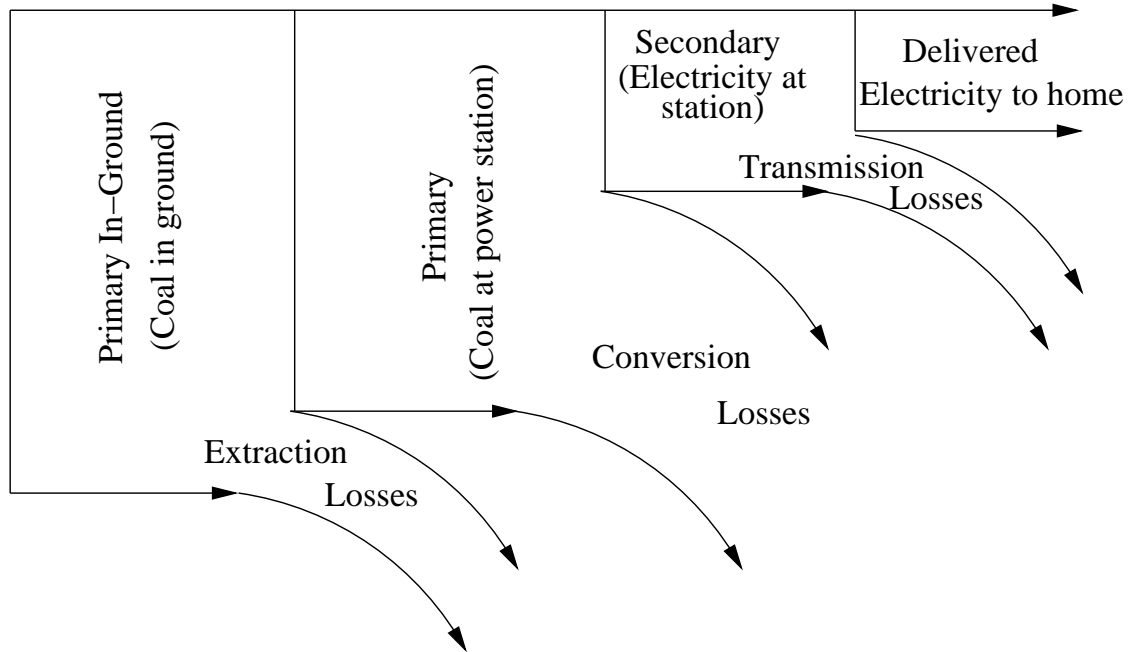 Primary In−Ground
(Coal in ground)
Extraction
Losses
Primary
(Coal at power station)
Conversion
Losses
Secondary
(Electricity at
station)
Transmission
Losses
Delivered
Electricity to home